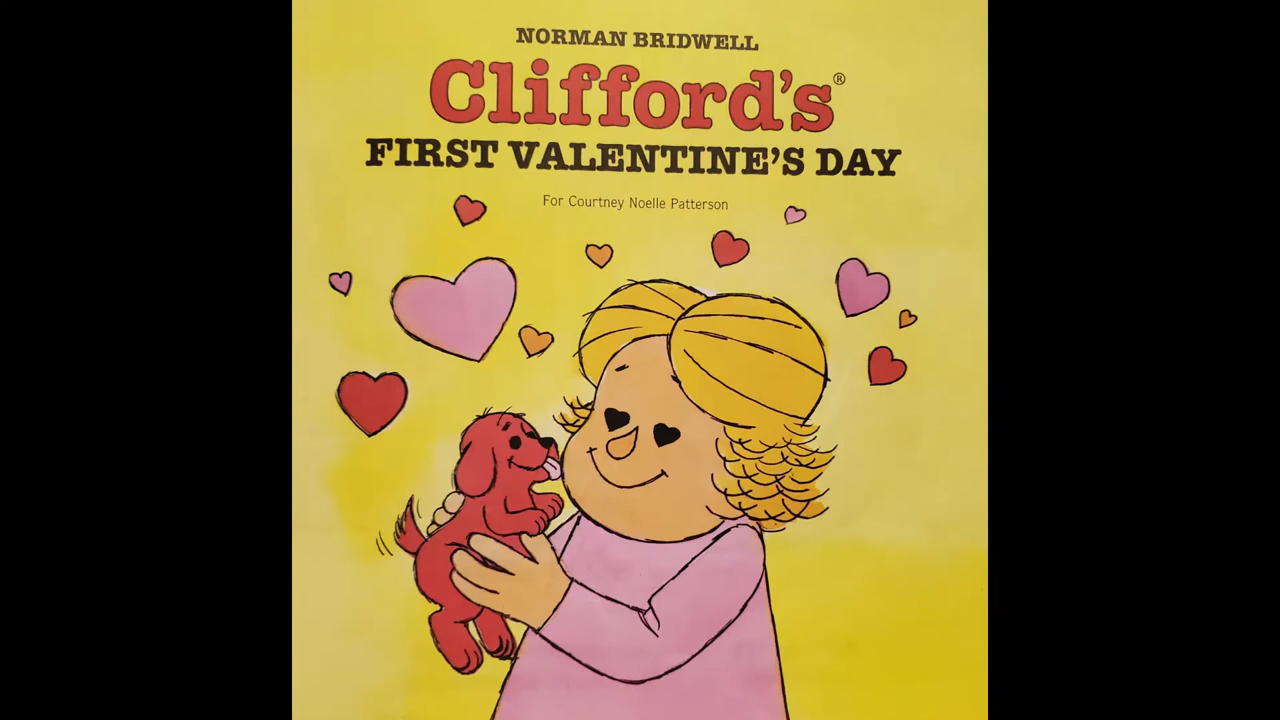 NORMAN BRIDWELL
Clifford's®
FIRST VALENTINE'S DAY
For Courtney Noelle Patterson